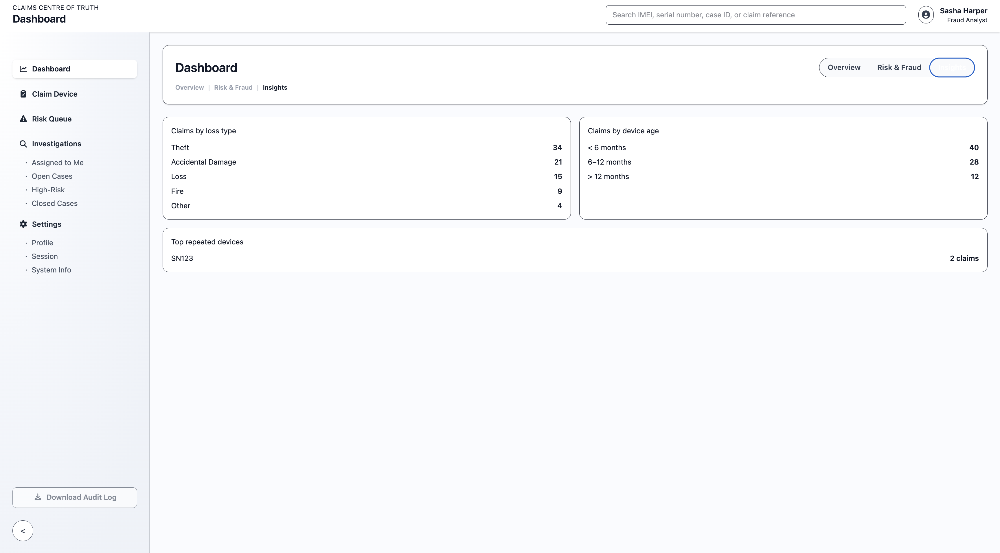 CLAIMS CENTRE OF TRUTH
Dashboard
Search IMEI, serial number, case ID, or claim reference
Sasha Harper
Fraud Analyst
Dashboard
Claim Device
Risk Queue
Investigations
· Assigned to Me
· Open Cases
· High-Risk
· Closed Cases
Settings
· Profile
· Session
· System Info
Download Audit Log
<
Dashboard
Overview | Risk & Fraud | Insights
Overview Risk & Fraud Insights
Claims by loss type
Theft 34
Accidental Damage 21
Loss 15
Fire 9
Other 4
Claims by device age
< 6 months 40
6–12 months 28
> 12 months 12
Top repeated devices
SN123 2 claims